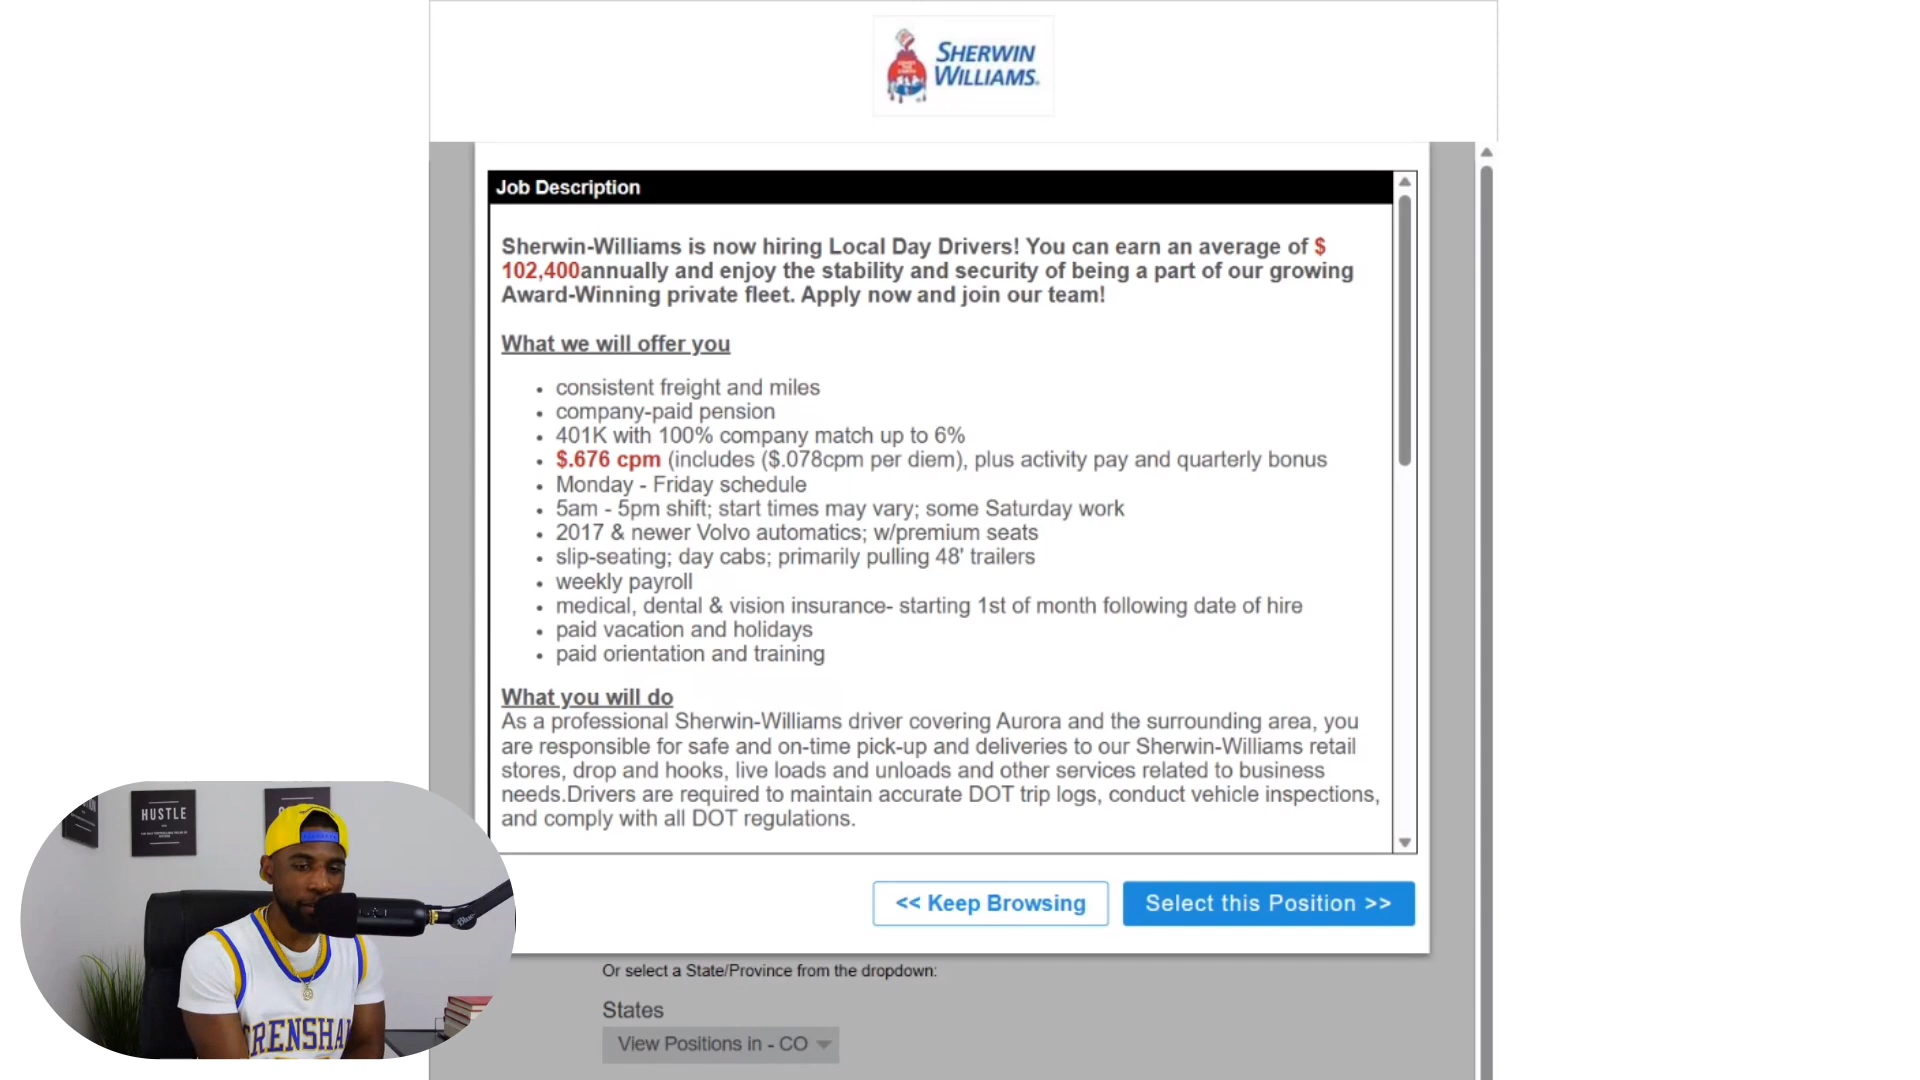 SHERWIN
WILLIAMS.
Job Description
Sherwin-Williams is now hiring Local Day Drivers! You can earn an average of $
102,400annually and enjoy the stability and security of being a part of our growing
Award-Winning private fleet. Apply now and join our team!
What we will offer you
• consistent freight and miles
• company-paid pension
• 401K with 100% company match up to 6%
• $.676 cpm (includes ($.078cpm per diem), plus activity pay and quarterly bonus
• Monday - Friday schedule
• 5am - 5pm shift; start times may vary; some Saturday work
• 2017 & newer Volvo automatics; w/premium seats
• slip-seating; day cabs; primarily pulling 48' trailers
• weekly payroll
• medical, dental & vision insurance- starting 1st of month following date of hire
• paid vacation and holidays
• paid orientation and training
What you will do
As a professional Sherwin-Williams driver covering Aurora and the surrounding area, you
are responsible for safe and on-time pick-up and deliveries to our Sherwin-Williams retail
stores, drop and hooks, live loads and unloads and other services related to business
needs.Drivers are required to maintain accurate DOT trip logs, conduct vehicle inspections,
and comply with all DOT regulations.
<< Keep Browsing
Select this Position >>
Or select a State/Province from the dropdown:
States
View Positions in - CO
HUSTLE